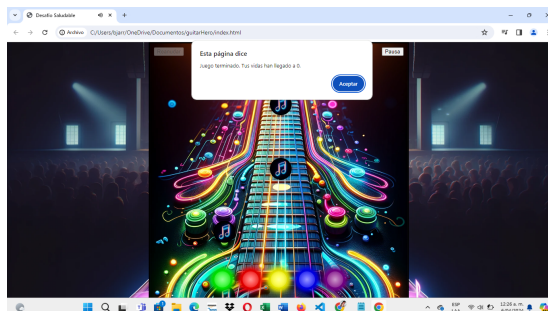 Desafio Saludable
Archivo C:/Users/bjarr/OneDrive/Documentos/guitarHero/index.html
Esta página dice
Juego terminado. Tus vidas han llegado a 0.
Aceptar
Pausa
ESP
12:26 a. m.